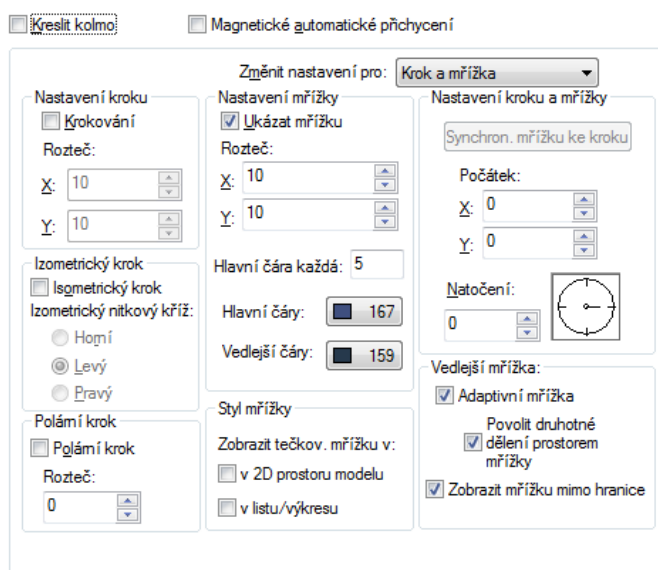 Kreslit kolmo
Magnetické automatické přichycení
Změnit nastavení pro: Krok a mřížka
Nastavení kroku
Krokování
Rozteč:
X: 10
Y: 10
Izometrický krok
Isometrický krok
Izometrický nitkový kříž:
Horní
Levý
Pravý
Polární krok
Polární krok
Rozteč:
0
Nastavení mřížky
Ukázat mřížku
Rozteč:
X: 10
Y: 10
Hlavní čára každá: 5
Hlavní čáry: 167
Vedlejší čáry: 159
Styl mřížky
Zobrazit tečkov. mřížku v:
v 2D prostoru modelu
v listu/výkresu
Nastavení kroku a mřížky
Synchron. mřížku ke kroku
Počátek:
X: 0
Y: 0
Natočení:
0
Vedlejší mřížka:
Adaptivní mřížka
Povolit druhotné
dělení prostorem
mřížky
Zobrazit mřížku mimo hranice